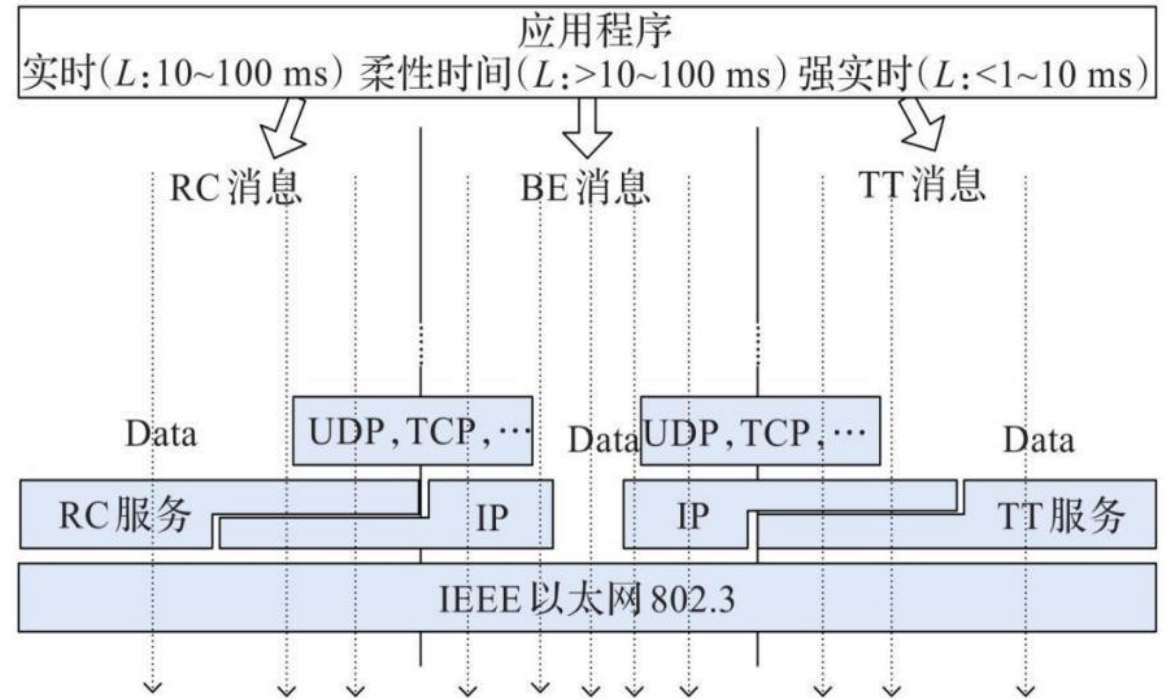 应用程序
实时(L:10~100 ms) 柔性时间(L:>10~100 ms) 强实时(L:<1~10 ms)
RC消息 BE消息 TT消息
Data UDP,TCP,… Data UDP,TCP,… Data
RC服务 IP IP TT服务
IEEE以太网802.3